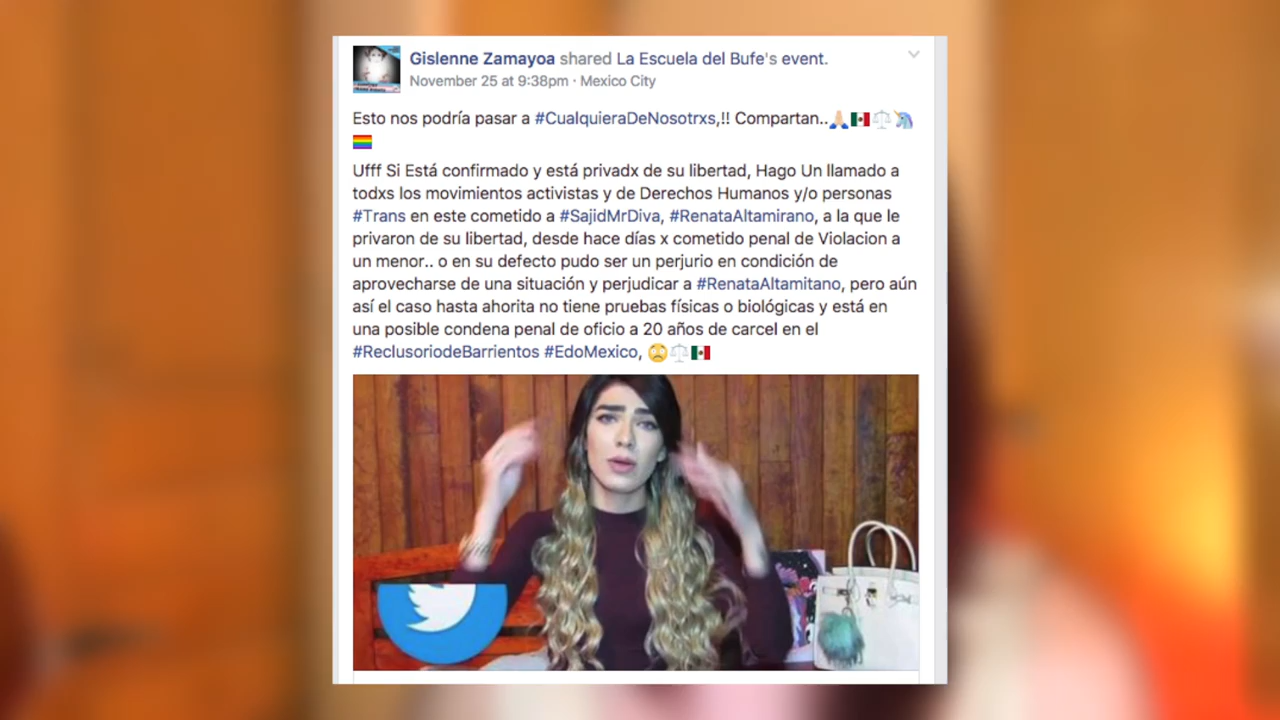 Gislenne Zamayoa shared La Escuela del Bufe's event.
November 25 at 9:38pm · Mexico City
Esto nos podría pasar a #CualquieraDeNosotrxs,!! Compartan..🙏🏻🇲🇽⚖️🦄
🏳️‍🌈
Ufff Si Está confirmado y está privadx de su libertad, Hago Un llamado a
todxs los movimientos activistas y de Derechos Humanos y/o personas
#Trans en este cometido a #SajidMrDiva, #RenataAltamirano, a la que le
privaron de su libertad, desde hace días x cometido penal de Violacion a
un menor.. o en su defecto pudo ser un perjurio en condición de
aprovecharse de una situación y perjudicar a #RenataAltamitano, pero aún
así el caso hasta ahorita no tiene pruebas físicas o biológicas y está en
una posible condena penal de oficio a 20 años de carcel en el
#ReclusoriodeBarrientos #EdoMexico, 😳⚖️🇲🇽